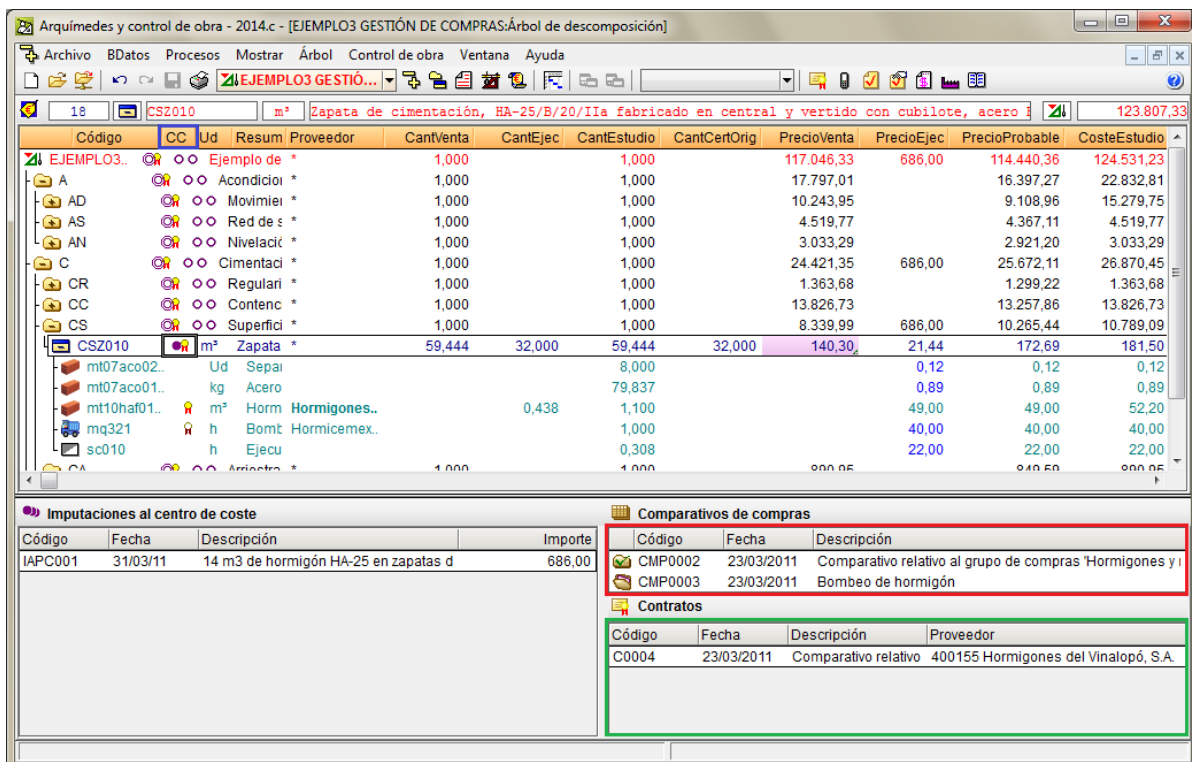 Arquímedes y control de obra - 2014.c - [EJEMPLO3 GESTIÓN DE COMPRAS:Árbol de descomposición]
Archivo BDatos Procesos Mostrar Árbol Control de obra Ventana Ayuda
EJEMPLO3 GESTIÓ...
18 CSZ010 m³ Zapata de cimentación, HA-25/B/20/IIa fabricado en central y vertido con cubilote, acero 123.807,33
Código CC Ud Resum Proveedor CantVenta CantEjec CantEstudio CantCertOrig PrecioVenta PrecioEjec PrecioProbable CosteEstudio
EJEMPLO3.. Ejemplo de * 1,000 1,000 117.046,33 686,00 114.440,36 124.531,23
A Acondicior * 1,000 1,000 17.797,01 16.397,27 22.832,81
AD Movimier * 1,000 1,000 10.243,95 9.108,96 15.279,75
AS Red de s * 1,000 1,000 4.519,77 4.367,11 4.519,77
AN Nivelació * 1,000 1,000 3.033,29 2.921,20 3.033,29
C Cimentaci * 1,000 1,000 24.421,35 686,00 25.672,11 26.870,45
CR Regulari * 1,000 1,000 1.363,68 1.299,22 1.363,68
CC Contenc * 1,000 1,000 13.826,73 13.257,86 13.826,73
CS Superfici * 1,000 1,000 8.339,99 686,00 10.265,44 10.789,09
CSZ010 m³ Zapata * 59,444 32,000 59,444 32,000 140,30 21,44 172,69 181,50
mt07aco02.. Ud Sepai 8,000 0,12 0,12 0,12
mt07aco01.. kg Acero 79,837 0,89 0,89 0,89
mt10haf01.. m³ Horm Hormigones.. 0,438 1,100 49,00 49,00 52,20
mq321 h Bomb Hormicemex.. 1,000 40,00 40,00 40,00
sc010 h Ejecu 0,308 22,00 22,00 22,00
CA Arriostra * 1,000 1,000 890,95 849,59 890,95
Imputaciones al centro de coste
Código Fecha Descripción Importe
IAPC001 31/03/11 14 m3 de hormigón HA-25 en zapatas d 686,00
Comparativos de compras
Código Fecha Descripción
CMP0002 23/03/2011 Comparativo relativo al grupo de compras 'Hormigones y
CMP0003 23/03/2011 Bombeo de hormigón
Contratos
Código Fecha Descripción Proveedor
C0004 23/03/2011 Comparativo relativo 400155 Hormigones del Vinalopó, S.A.